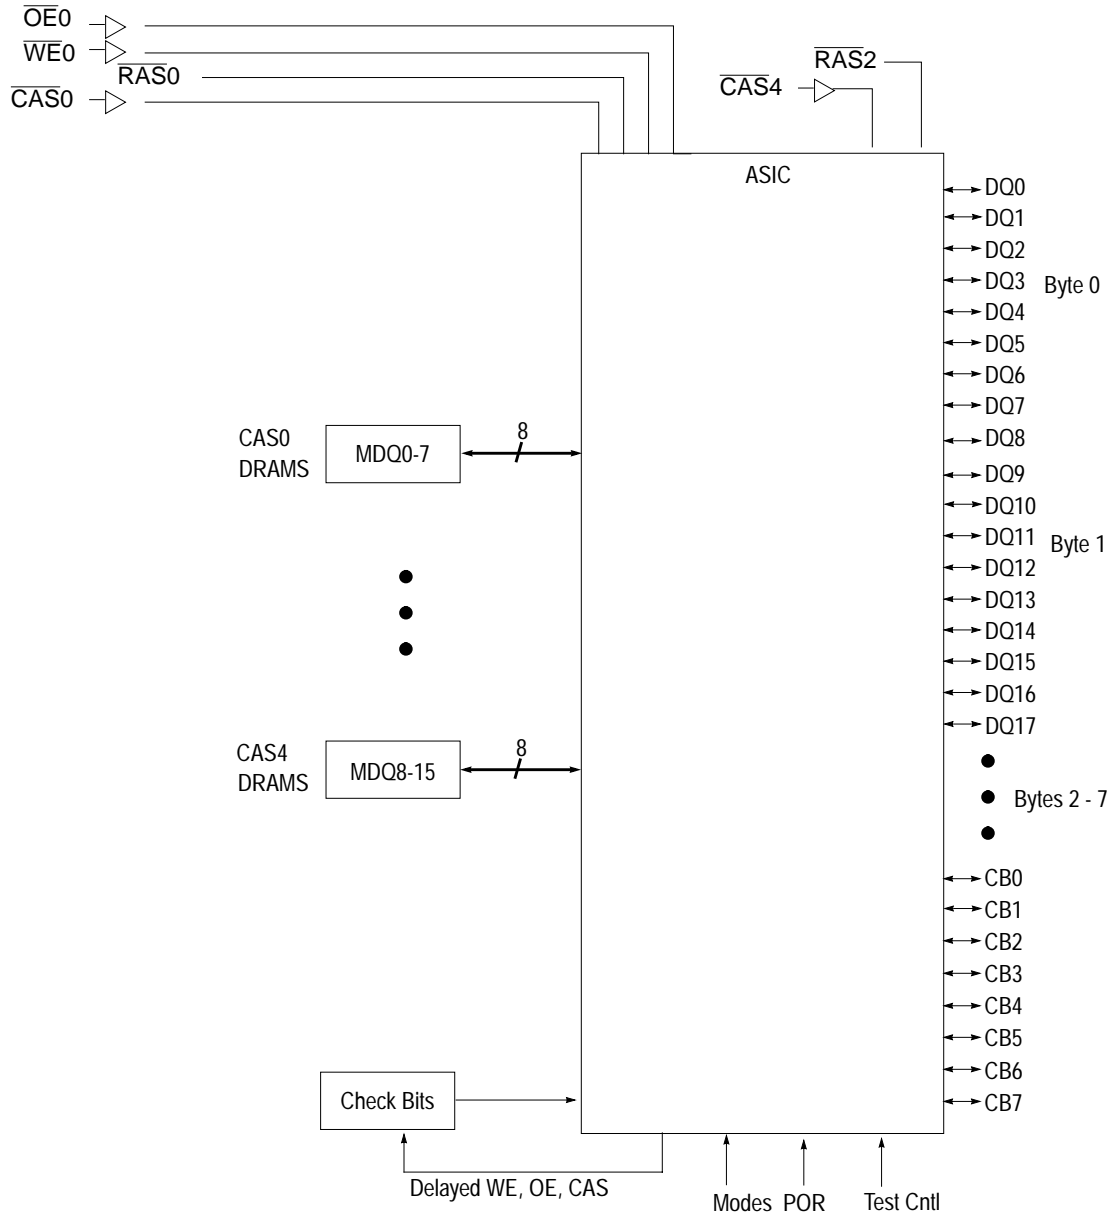 OE0
WE0
RAS0
CAS0
RAS2
CAS4
ASIC
DQ0
DQ1
DQ2
DQ3
Byte 0
DQ4
DQ5
DQ6
DQ7
DQ8
DQ9
DQ10
DQ11
Byte 1
DQ12
DQ13
DQ14
DQ15
DQ16
DQ17
Bytes 2 - 7
CB0
CB1
CB2
CB3
CB4
CB5
CB6
CB7
CAS0
DRAMS
MDQ0-7
8
CAS4
DRAMS
MDQ8-15
8
Check Bits
Delayed WE, OE, CAS
Modes
POR
Test Cntl